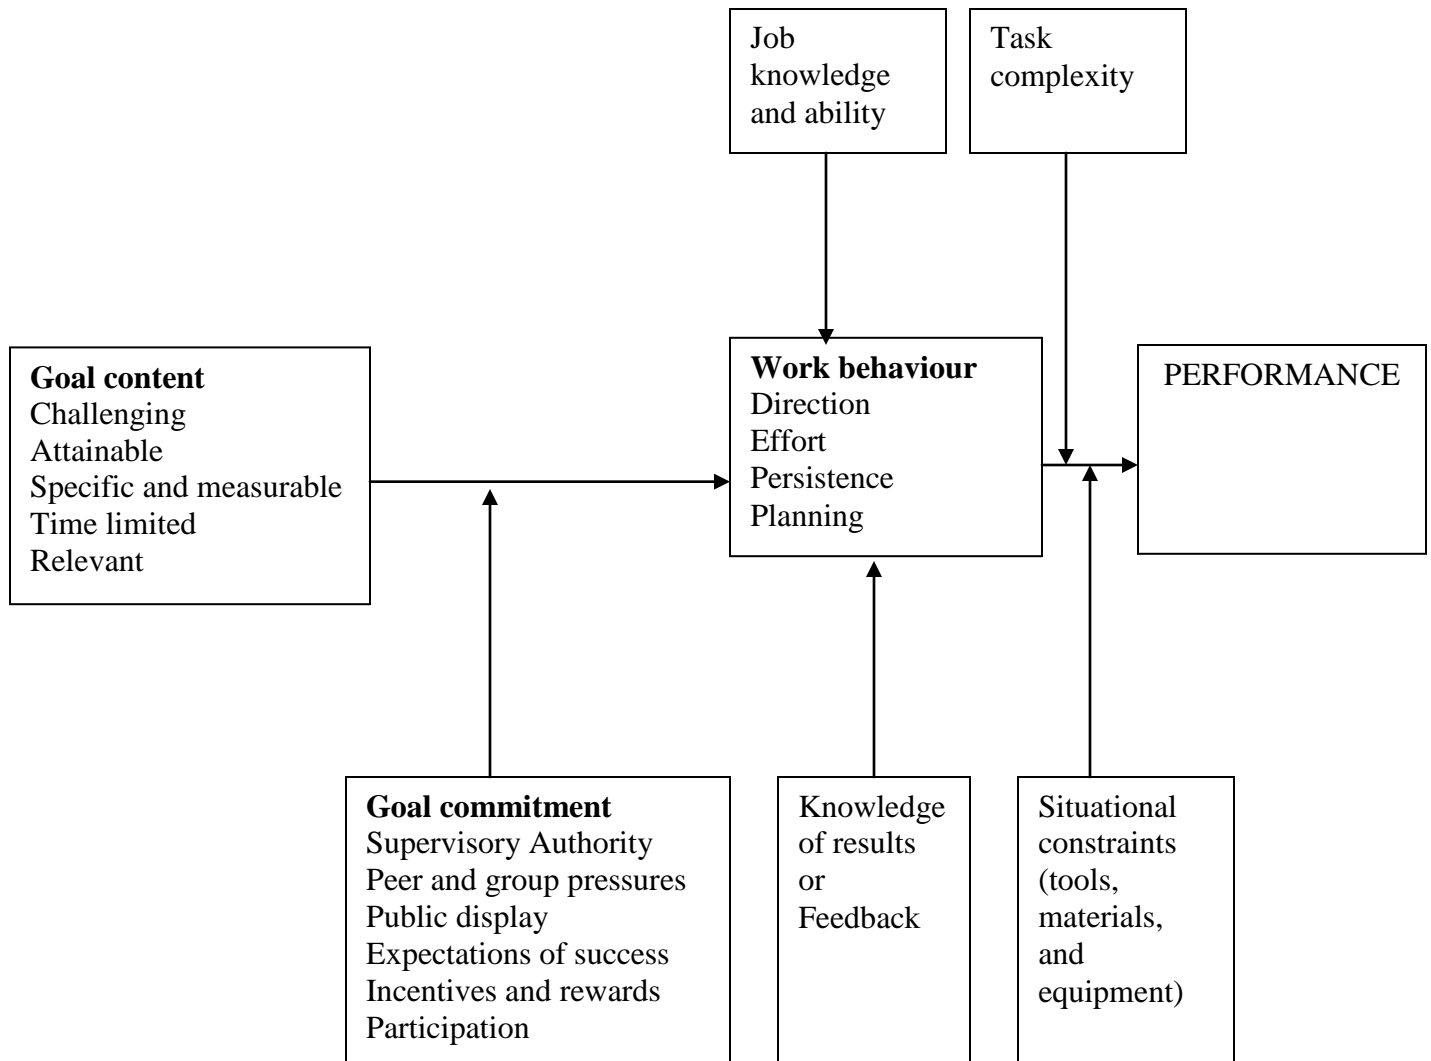 Job
knowledge
and ability
Task
complexity
Goal content
Challenging
Attainable
Specific and measurable
Time limited
Relevant
Work behaviour
Direction
Effort
Persistence
Planning
PERFORMANCE
Goal commitment
Supervisory Authority
Peer and group pressures
Public display
Expectations of success
Incentives and rewards
Participation
Knowledge
of results
or
Feedback
Situational
constraints
(tools,
materials,
and
equipment)